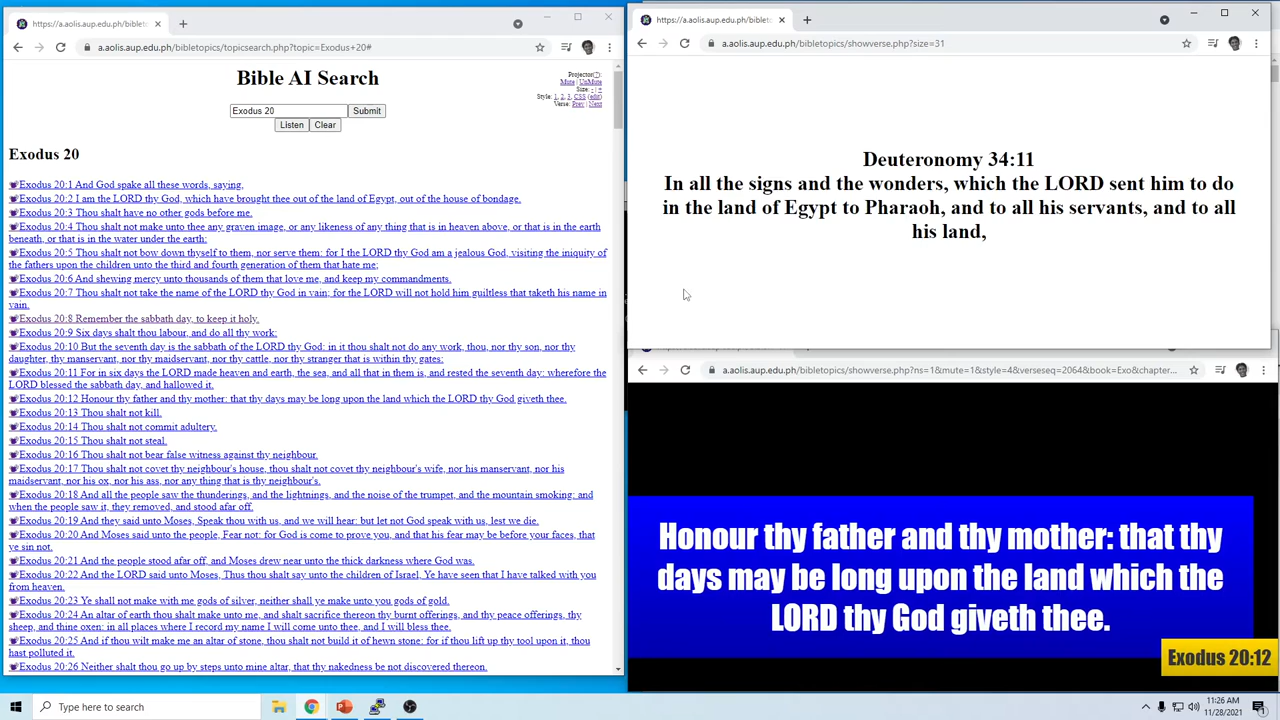 https://a.aolis.aup.edu.ph/biblet
https://a.aolis.aup.edu.ph/bibletopics/topicsearch.php?topic=Exodus+20#
Bible AI Search
Projector(?):
Mute | UnMute
Size: - | +
Style: 1, 2, 3, CSS (edit)
Verse: Prev | Next
Exodus 20
Submit
Listen
Clear
Exodus 20
Exodus 20:1 And God spake all these words, saying,
Exodus 20:2 I am the LORD thy God, which have brought thee out of the land of Egypt, out of the house of bondage.
Exodus 20:3 Thou shalt have no other gods before me.
Exodus 20:4 Thou shalt not make unto thee any graven image, or any likeness of any thing that is in heaven above, or that is in the earth
beneath, or that is in the water under the earth:
Exodus 20:5 Thou shalt not bow down thyself to them, nor serve them: for I the LORD thy God am a jealous God, visiting the iniquity of
the fathers upon the children unto the third and fourth generation of them that hate me;
Exodus 20:6 And shewing mercy unto thousands of them that love me, and keep my commandments.
Exodus 20:7 Thou shalt not take the name of the LORD thy God in vain; for the LORD will not hold him guiltless that taketh his name in
vain.
Exodus 20:8 Remember the sabbath day, to keep it holy.
Exodus 20:9 Six days shalt thou labour, and do all thy work:
Exodus 20:10 But the seventh day is the sabbath of the LORD thy God: in it thou shalt not do any work, thou, nor thy son, nor thy
daughter, thy manservant, nor thy maidservant, nor thy cattle, nor thy stranger that is within thy gates:
Exodus 20:11 For in six days the LORD made heaven and earth, the sea, and all that in them is, and rested the seventh day: wherefore the
LORD blessed the sabbath day, and hallowed it.
Exodus 20:12 Honour thy father and thy mother: that thy days may be long upon the land which the LORD thy God giveth thee.
Exodus 20:13 Thou shalt not kill.
Exodus 20:14 Thou shalt not commit adultery.
Exodus 20:15 Thou shalt not steal.
Exodus 20:16 Thou shalt not bear false witness against thy neighbour.
Exodus 20:17 Thou shalt not covet thy neighbour's house, thou shalt not covet thy neighbour's wife, nor his manservant, nor his
maidservant, nor his ox, nor his ass, nor any thing that is thy neighbour's.
Exodus 20:18 And all the people saw the thunderings, and the lightnings, and the noise of the trumpet, and the mountain smoking: and
when the people saw it, they removed, and stood afar off.
Exodus 20:19 And they said unto Moses, Speak thou with us, and we will hear: but let not God speak with us, lest we die.
Exodus 20:20 And Moses said unto the people, Fear not: for God is come to prove you, and that his fear may be before your faces, that
ye sin not.
Exodus 20:21 And the people stood afar off, and Moses drew near unto the thick darkness where God was.
Exodus 20:22 And the LORD said unto Moses, Thus thou shalt say unto the children of Israel, Ye have seen that I have talked with you
from heaven.
Exodus 20:23 Ye shall not make with me gods of silver, neither shall ye make unto you gods of gold.
Exodus 20:24 An altar of earth thou shalt make unto me, and shalt sacrifice thereon thy burnt offerings, and thy peace offerings, thy
sheep, and thine oxen: in all places where I record my name I will come unto thee, and I will bless thee.
Exodus 20:25 And if thou wilt make me an altar of stone, thou shalt not build it of hewn stone: for if thou lift up thy tool upon it, thou
hast polluted it.
Exodus 20:26 Neither shalt thou go up by steps unto mine altar, that thy nakedness be not discovered thereon.
https://a.aolis.aup.edu.ph/biblet
a.aolis.aup.edu.ph/bibletopics/showverse.php?size=31
Deuteronomy 34:11
In all the signs and the wonders, which the LORD sent him to do
in the land of Egypt to Pharaoh, and to all his servants, and to all
his land,
a.aolis.aup.edu.ph/bibletopics/showverse.php?ns=1&mute=1&style=4&verseseq=2064&book=Exo&chapter...
Honour thy father and thy mother: that thy
days may be long upon the land which the
LORD thy God giveth thee.
Exodus 20:12
Type here to search
11:26 AM
11/28/2021